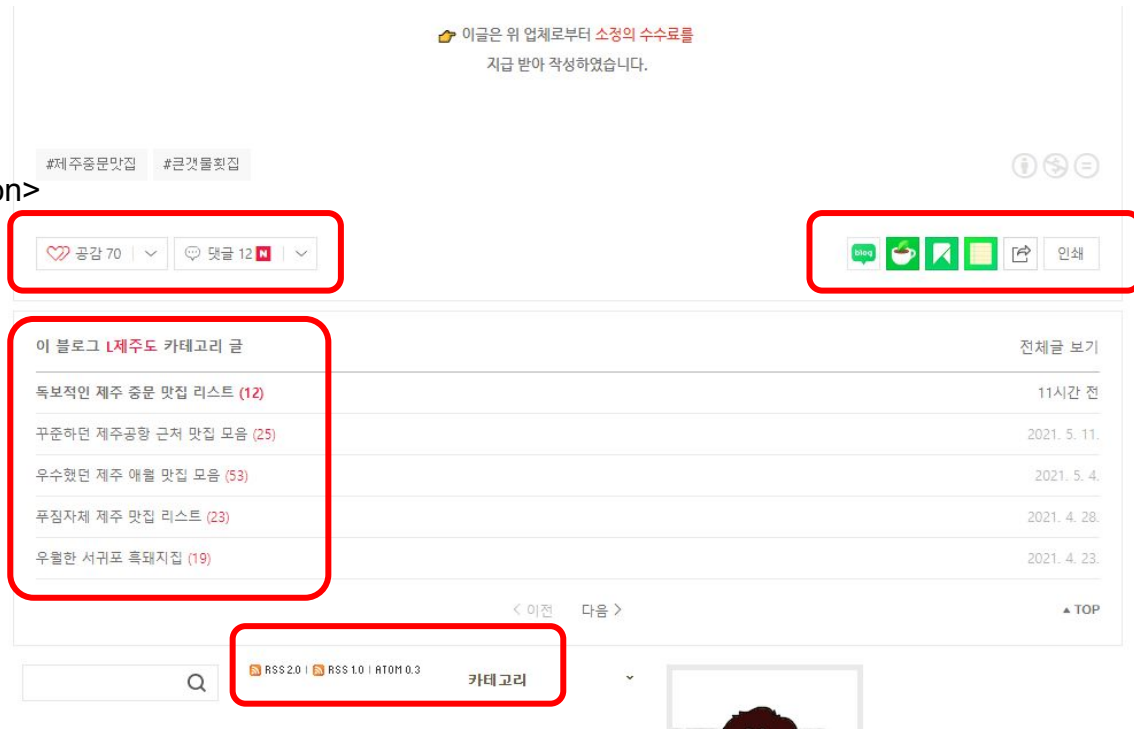 이글은 위 업체로부터 소정의 수수료를
지급 받아 작성하였습니다.
#제주중문맛집 #큰갯물횟집
on>
공감 70 댓글 12 N
blog 인쇄
이 블로그 L제주도 카테고리 글 전체글 보기
독보적인 제주 중문 맛집 리스트 (12) 11시간 전
꾸준하던 제주공항 근처 맛집 모음 (25) 2021. 5. 11.
우수했던 제주 애월 맛집 모음 (53) 2021. 5. 4.
푸짐자체 제주 맛집 리스트 (23) 2021. 4. 28.
우월한 서귀포 흑돼지집 (19) 2021. 4. 23.
< 이전 다음 > ▲ TOP
RSS 2.0 | RSS 1.0 | ATOM 0.3 카테고리